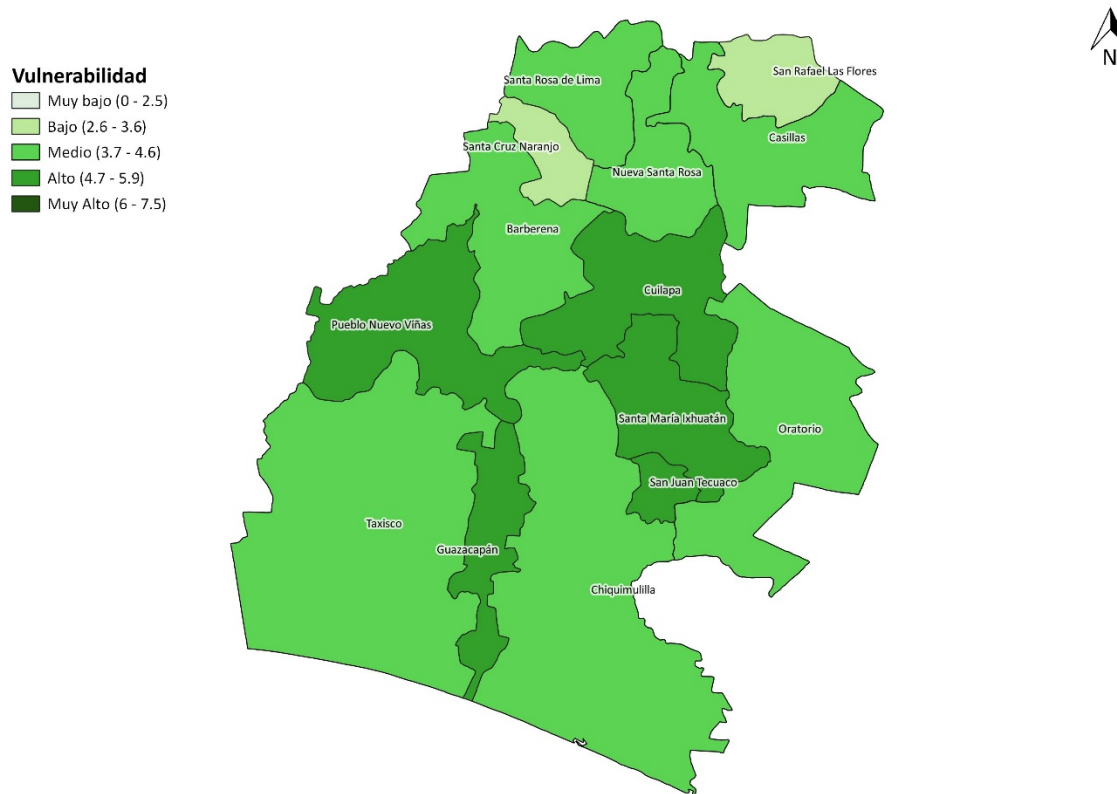 N
Vulnerabilidad
Muy bajo (0 - 2.5)
Bajo (2.6 - 3.6)
Medio (3.7 - 4.6)
Alto (4.7 - 5.9)
Muy Alto (6 - 7.5)
San Rafael Las Flores
Santa Rosa de Lima
Casillas
Santa Cruz Naranjo
Nueva Santa Rosa
Barberena
Cuilapa
Pueblo Nuevo Viñas
Santa María Ixhuatán
Oratorio
San Juan Tecuaco
Taxisco
Guazacapán
Chiquimulilla